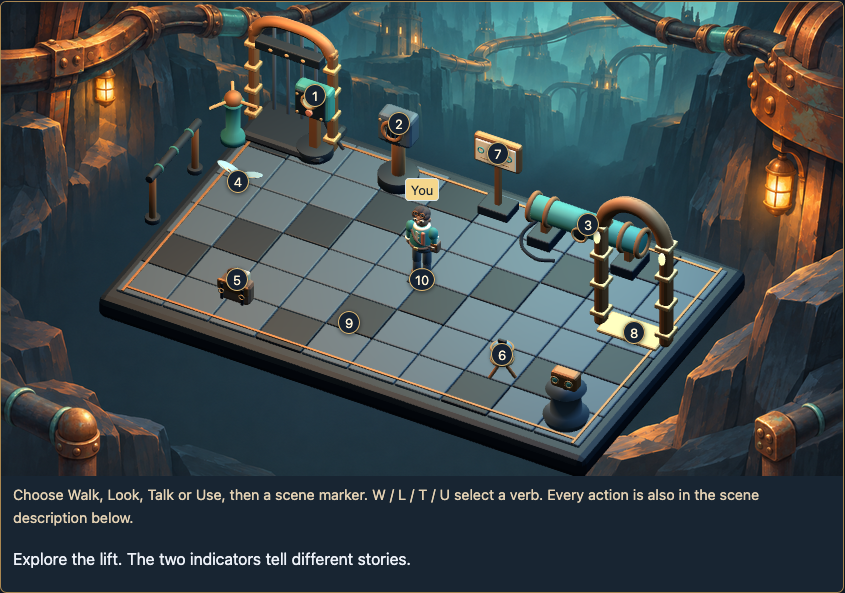 1
2
7
You
4
3
5
10
9
8
6
Choose Walk, Look, Talk or Use, then a scene marker. W / L / T / U select a verb. Every action is also in the scene
description below.
Explore the lift. The two indicators tell different stories.